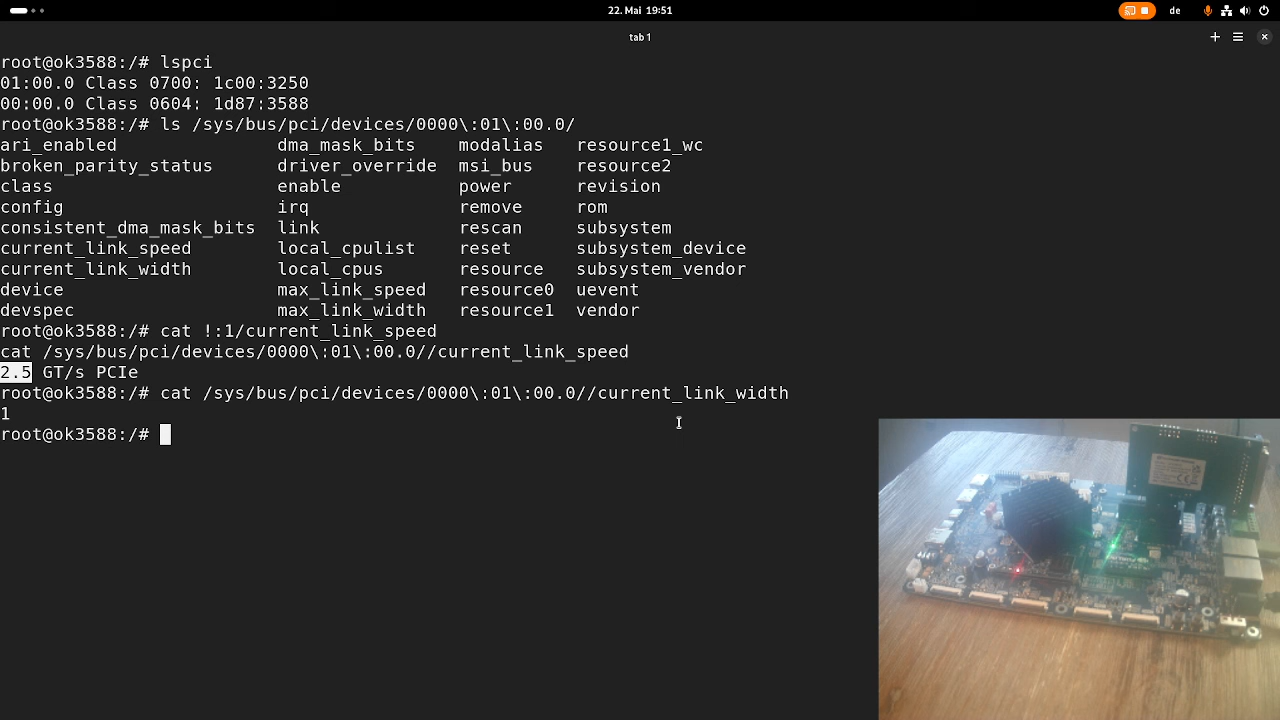 22. Mai 19:51
de
tab 1
root@ok3588:/# lspci
01:00.0 Class 0700: 1c00:3250
00:00.0 Class 0604: 1d87:3588
root@ok3588:/# ls /sys/bus/pci/devices/0000\:01\:00.0/
ari_enabled dma_mask_bits modalias resource1_wc
broken_parity_status driver_override msi_bus resource2
class enable power revision
config irq remove rom
consistent_dma_mask_bits link rescan subsystem
current_link_speed local_cpulist reset subsystem_device
current_link_width local_cpus resource subsystem_vendor
device max_link_speed resource0 uevent
devspec max_link_width resource1 vendor
root@ok3588:/# cat !:1/current_link_speed
cat /sys/bus/pci/devices/0000\:01\:00.0//current_link_speed
2.5 GT/s PCIe
root@ok3588:/# cat /sys/bus/pci/devices/0000\:01\:00.0//current_link_width
1
root@ok3588:/#